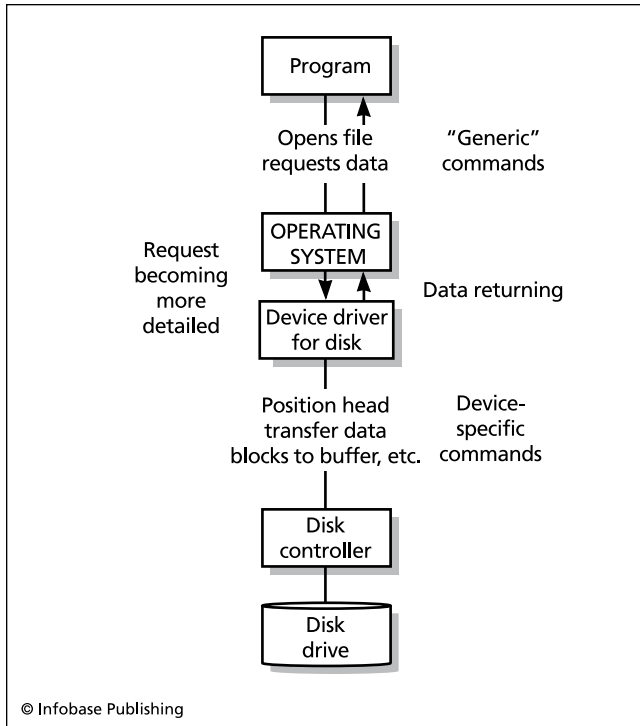 Program
Opens file
requests data
“Generic”
commands
OPERATING
SYSTEM
Request
becoming
more
detailed
Data returning
Device driver
for disk
Position head
transfer data
blocks to buffer, etc.
Device-
specific
commands
Disk
controller
Disk
drive
© Infobase Publishing